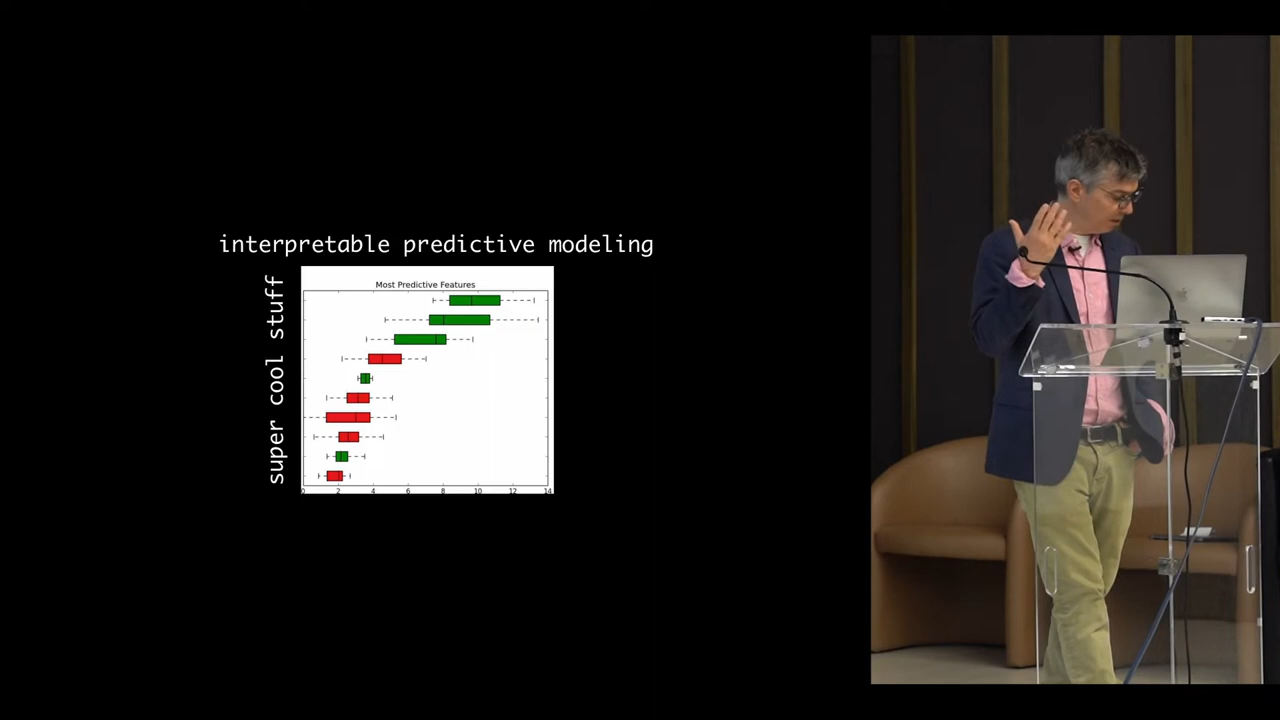 interpretable predictive modeling
super cool stuff
Most Predictive Features
0 2 4 6 8 10 12 14